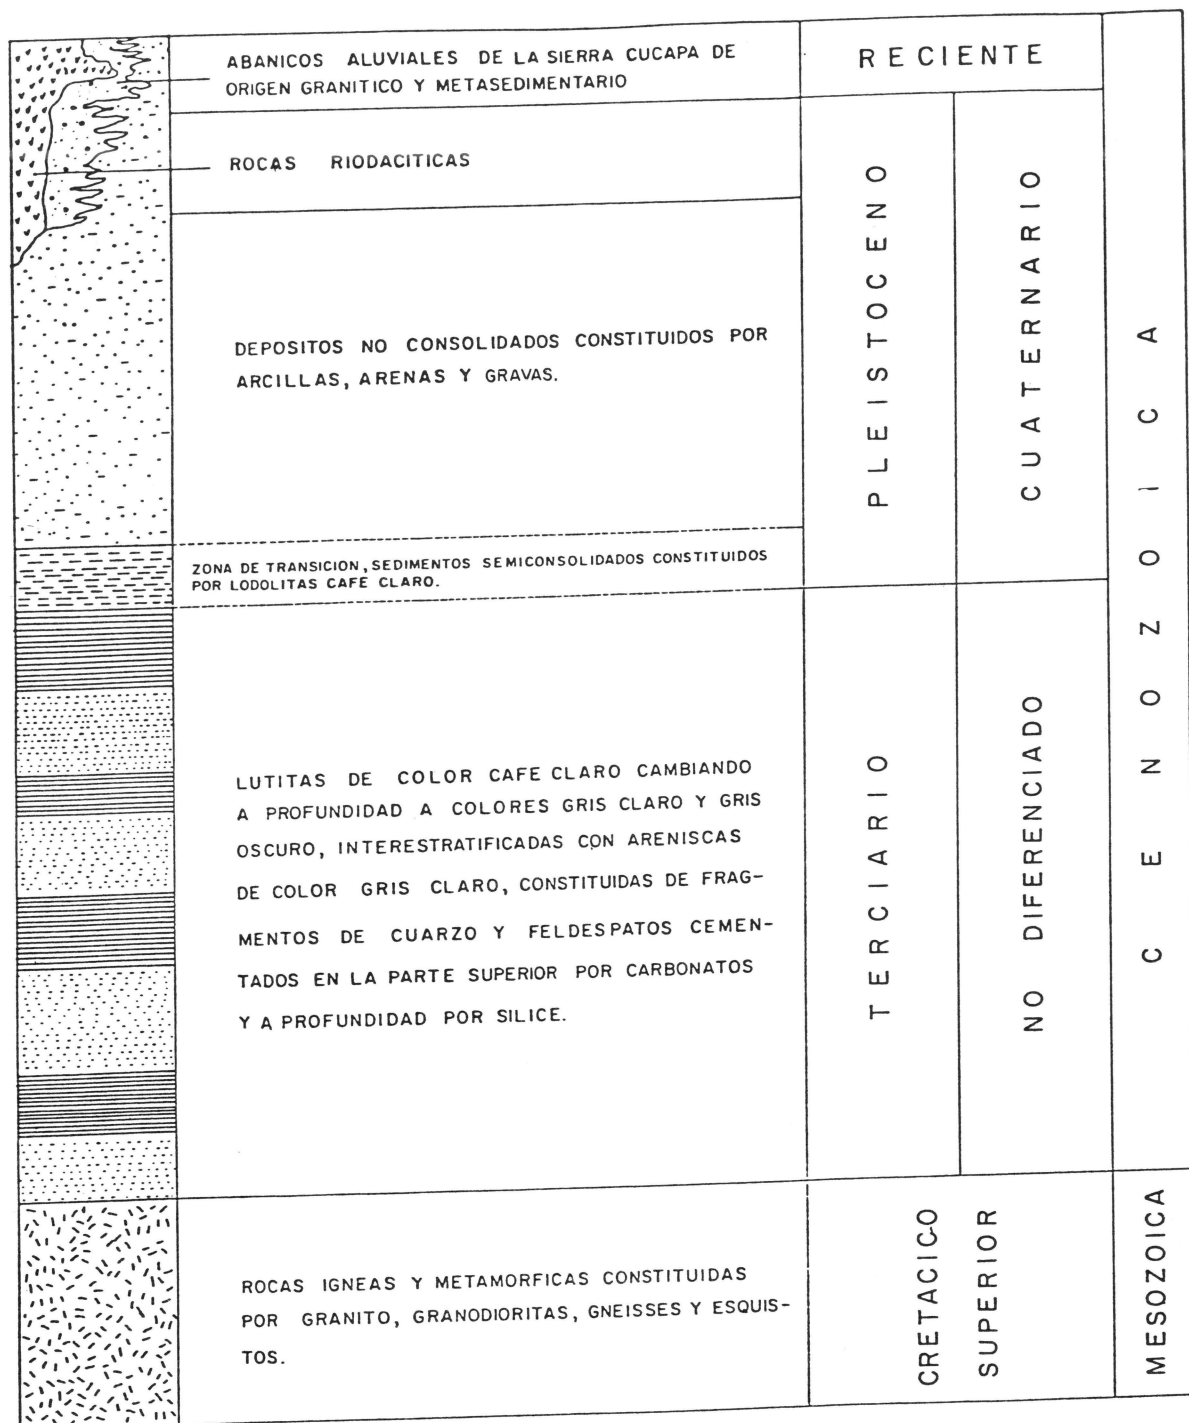 ABANICOS ALUVIALES DE LA SIERRA CUCAPA DE
ORIGEN GRANITICO Y METASEDIMENTARIO
RECIENTE
ROCAS RIODACITICAS
DEPOSITOS NO CONSOLIDADOS CONSTITUIDOS POR
ARCILLAS, ARENAS Y GRAVAS.
PLEISTOCENO
CUATERNARIO
CENOZOICA
ZONA DE TRANSICION, SEDIMENTOS SEMICONSOLIDADOS CONSTITUIDOS
POR LODOLITAS CAFE CLARO.
LUTITAS DE COLOR CAFE CLARO CAMBIANDO
A PROFUNDIDAD A COLORES GRIS CLARO Y GRIS
OSCURO, INTERESTRATIFICADAS CON ARENISCAS
DE COLOR GRIS CLARO, CONSTITUIDAS DE FRAG-
MENTOS DE CUARZO Y FELDESPATOS CEMEN-
TADOS EN LA PARTE SUPERIOR POR CARBONATOS
Y A PROFUNDIDAD POR SILICE.
TERCIARIO
NO DIFERENCIADO
ROCAS IGNEAS Y METAMORFICAS CONSTITUIDAS
POR GRANITO, GRANODIORITAS, GNEISSES Y ESQUIS-
TOS.
CRETACICO
SUPERIOR
MESOZOICA